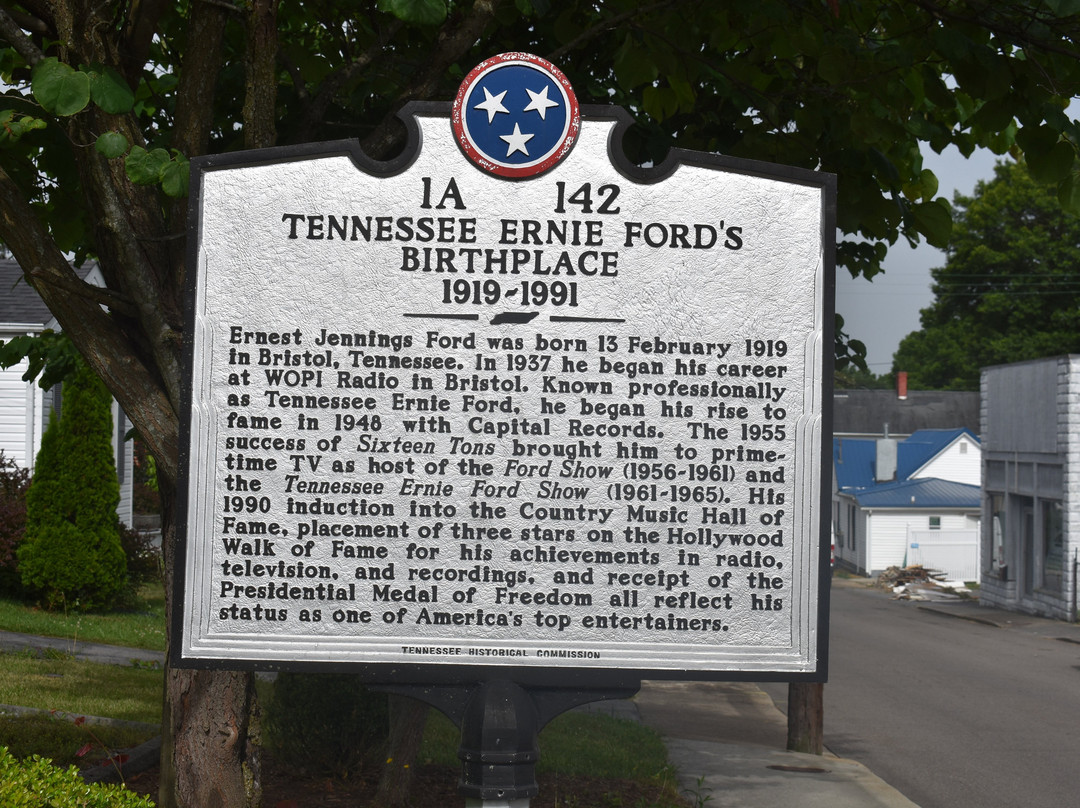 1A 142
TENNESSEE ERNIE FORD'S
BIRTHPLACE
1919-1991
Ernest Jennings Ford was born 13 February 1919
in Bristol, Tennessee. In 1937 he began his career
at WOPI Radio in Bristol. Known professionally
as Tennessee Ernie Ford, he began his rise to
fame in 1948 with Capital Records. The 1955
success of Sixteen Tons brought him to prime-
time TV as host of the Ford Show (1956-1961) and
the Tennessee Ernie Ford Show (1961-1965). His
1990 induction into the Country Music Hall of
Fame, placement of three stars on the Hollywood
Walk of Fame for his achievements in radio,
television, and recordings, and receipt of the
Presidential Medal of Freedom all reflect his
status as one of America's top entertainers.
TENNESSEE HISTORICAL COMMISSION